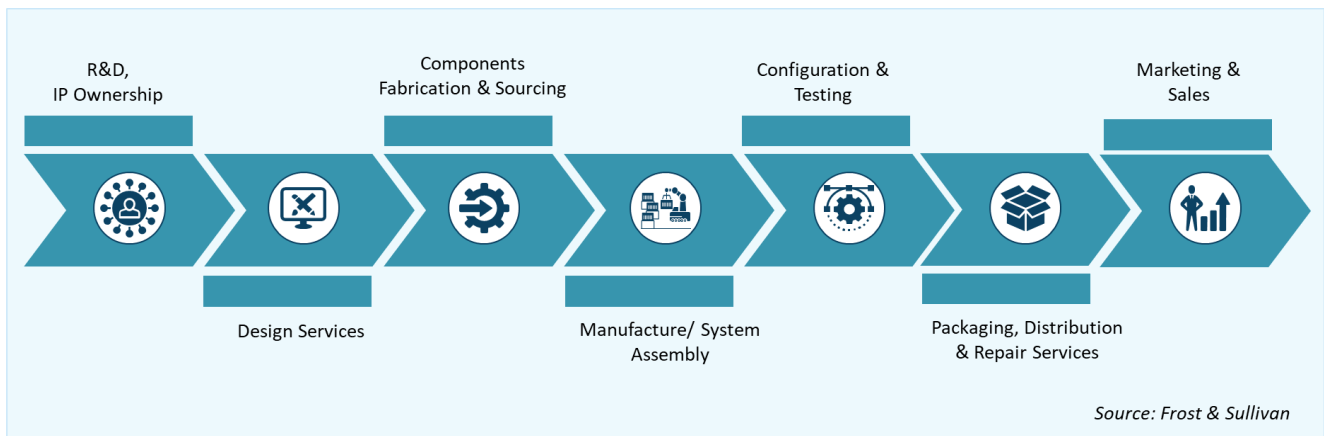 R&D,
IP Ownership
Design Services
Components
Fabrication & Sourcing
Manufacture/ System
Assembly
Configuration &
Testing
Packaging, Distribution
& Repair Services
Marketing &
Sales
Source: Frost & Sullivan